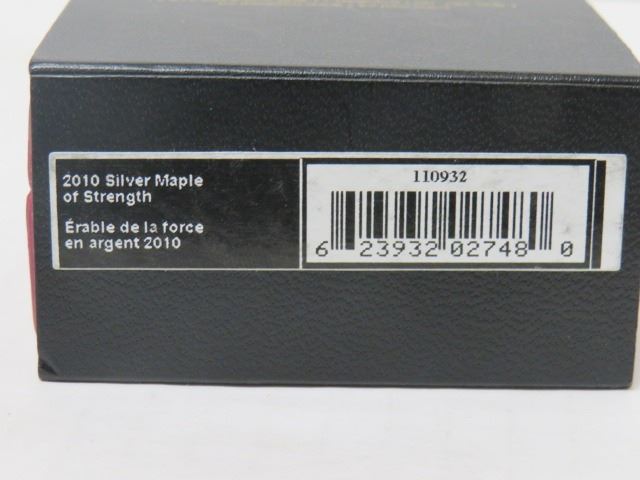 2010 Silver Maple
of Strength
Érable de la force
en argent 2010
110932
6 23932 02748 0